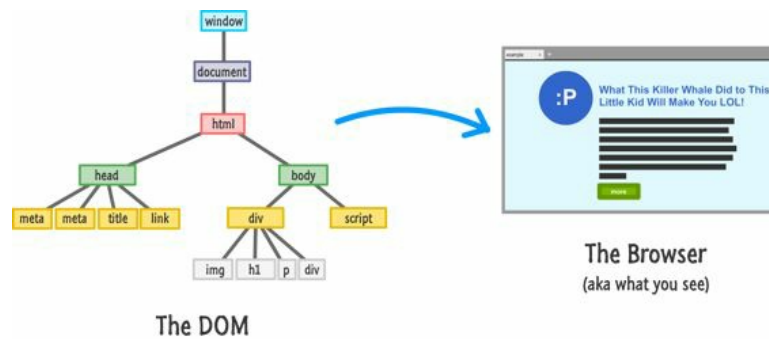 window
document
html
head
body
meta meta title link
div
script
img h1 p div
The DOM
example
:P
What This Killer Whale Did to This
Little Kid Will Make You LOL!
more
The Browser
(aka what you see)